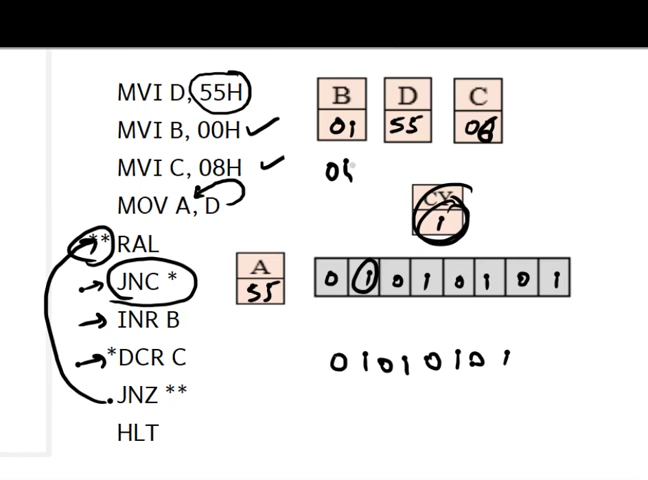 MVI D, 55H
MVI B, 00H
MVI C, 08H
MOV A, D
** RAL
JNC *
INR B
*DCR C
JNZ **
HLT
B D C
01 55
01
CY
1
A
55
0 1 0 1 0 1 0 1
0 1 0 1 0 1 0 1